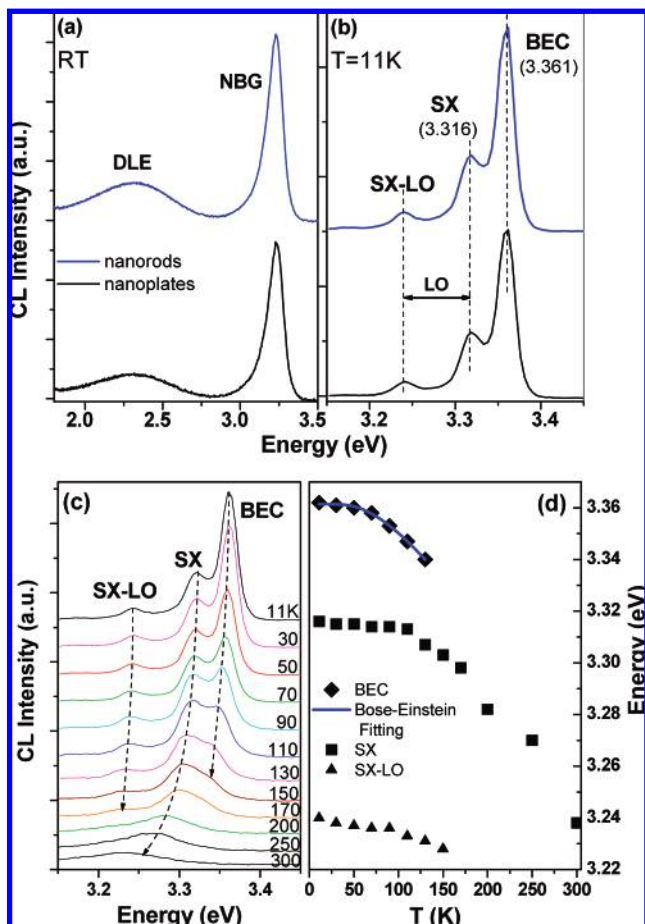 (a)
RT
NBG
DLE
nanorods
nanoplates
CL Intensity (a.u.)
2.0 2.5 3.0 3.5
(b)
T=11K
BEC
(3.361)
SX
(3.316)
SX-LO
LO
3.2 3.3 3.4
Energy (eV)
(c)
BEC
SX
SX-LO
11K
30
50
70
90
110
130
150
170
200
250
300
CL Intensity (a.u.)
3.2 3.3 3.4
Energy (eV)
(d)
BEC
Bose-Einstein
Fitting
SX
SX-LO
3.36
3.34
3.32
3.30
3.28
3.26
3.24
3.22
Energy (eV)
0 50 100 150 200 250 300
T (K)